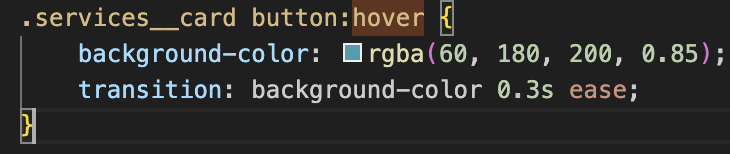 .services__card button:hover {
background-color: rgba(60, 180, 200, 0.85);
transition: background-color 0.3s ease;
}